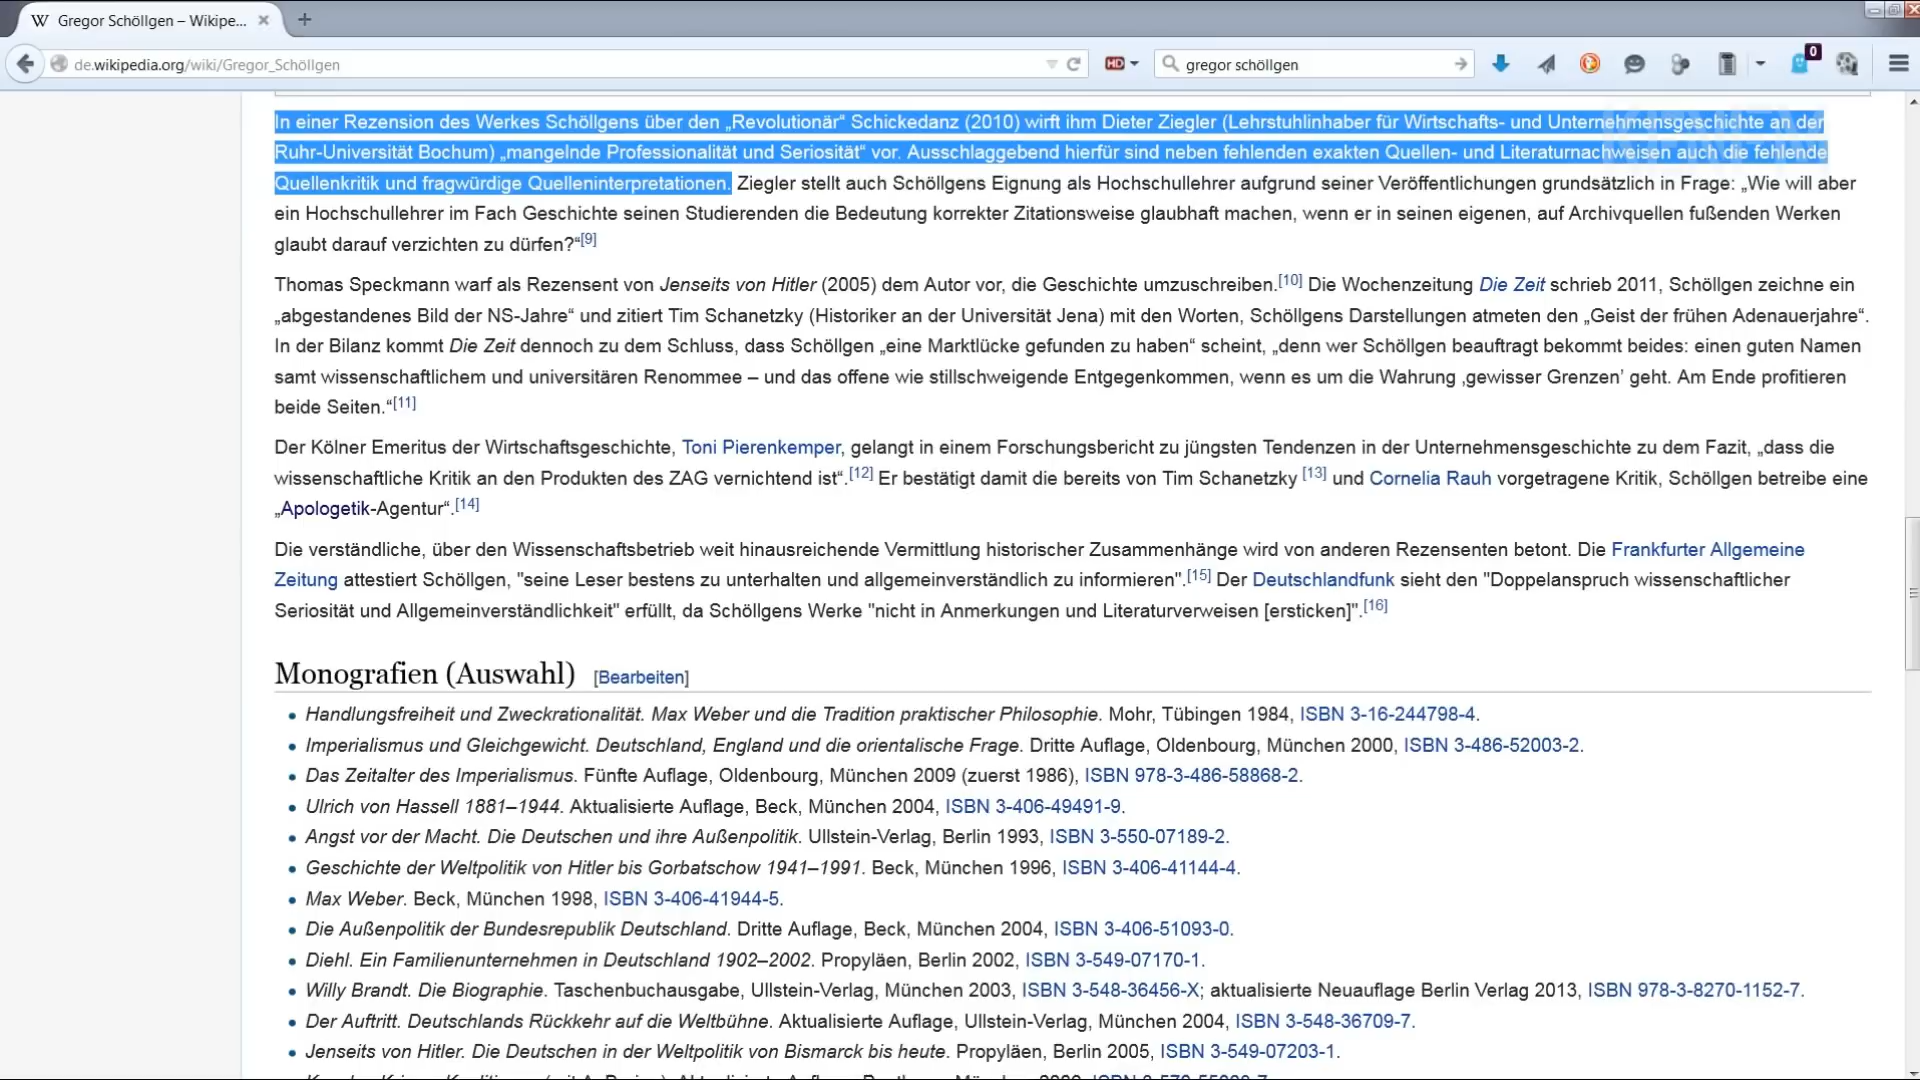 Gregor Schöllgen – Wikipe...
de.wikipedia.org/wiki/Gregor_Schöllgen
HD
gregor schöllgen
0
In einer Rezension des Werkes Schöllgens über den „Revolutionär“ Schickedanz (2010) wirft ihm Dieter Ziegler (Lehrstuhlinhaber für Wirtschafts- und Unternehmensgeschichte an der
Ruhr-Universität Bochum) „mangelnde Professionalität und Seriosität“ vor. Ausschlaggebend hierfür sind neben fehlenden exakten Quellen- und Literaturnachweisen auch die fehlende
Quellenkritik und fragwürdige Quelleninterpretationen. Ziegler stellt auch Schöllgens Eignung als Hochschullehrer aufgrund seiner Veröffentlichungen grundsätzlich in Frage: „Wie will aber
ein Hochschullehrer im Fach Geschichte seinen Studierenden die Bedeutung korrekter Zitationsweise glaubhaft machen, wenn er in seinen eigenen, auf Archivquellen fußenden Werken
glaubt darauf verzichten zu dürfen?“[9]
Thomas Speckmann warf als Rezensent von Jenseits von Hitler (2005) dem Autor vor, die Geschichte umzuschreiben.[10] Die Wochenzeitung Die Zeit schrieb 2011, Schöllgen zeichne ein
„abgestandenes Bild der NS-Jahre“ und zitiert Tim Schanetzky (Historiker an der Universität Jena) mit den Worten, Schöllgens Darstellungen atmeten den „Geist der frühen Adenauerjahre“.
In der Bilanz kommt Die Zeit dennoch zu dem Schluss, dass Schöllgen „eine Marktlücke gefunden zu haben“ scheint, „denn wer Schöllgen beauftragt bekommt beides: einen guten Namen
samt wissenschaftlichem und universitären Renommee – und das offene wie stillschweigende Entgegenkommen, wenn es um die Wahrung ‚gewisser Grenzen’ geht. Am Ende profitieren
beide Seiten.“[11]
Der Kölner Emeritus der Wirtschaftsgeschichte, Toni Pierenkemper, gelangt in einem Forschungsbericht zu jüngsten Tendenzen in der Unternehmensgeschichte zu dem Fazit, „dass die
wissenschaftliche Kritik an den Produkten des ZAG vernichtend ist“.[12] Er bestätigt damit die bereits von Tim Schanetzky [13] und Cornelia Rauh vorgetragene Kritik, Schöllgen betreibe eine
„Apologetik-Agentur“.[14]
Die verständliche, über den Wissenschaftsbetrieb weit hinausreichende Vermittlung historischer Zusammenhänge wird von anderen Rezensenten betont. Die Frankfurter Allgemeine
Zeitung attestiert Schöllgen, "seine Leser bestens zu unterhalten und allgemeinverständlich zu informieren".[15] Der Deutschlandfunk sieht den "Doppelanspruch wissenschaftlicher
Seriosität und Allgemeinverständlichkeit" erfüllt, da Schöllgens Werke "nicht in Anmerkungen und Literaturverweisen [ersticken]".[16]
Monografien (Auswahl) [Bearbeiten]
Handlungsfreiheit und Zweckrationalität. Max Weber und die Tradition praktischer Philosophie. Mohr, Tübingen 1984, ISBN 3-16-244798-4.
Imperialismus und Gleichgewicht. Deutschland, England und die orientalische Frage. Dritte Auflage, Oldenbourg, München 2000, ISBN 3-486-52003-2.
Das Zeitalter des Imperialismus. Fünfte Auflage, Oldenbourg, München 2009 (zuerst 1986), ISBN 978-3-486-58868-2.
Ulrich von Hassell 1881–1944. Aktualisierte Auflage, Beck, München 2004, ISBN 3-406-49491-9.
Angst vor der Macht. Die Deutschen und ihre Außenpolitik. Ullstein-Verlag, Berlin 1993, ISBN 3-550-07189-2.
Geschichte der Weltpolitik von Hitler bis Gorbatschow 1941–1991. Beck, München 1996, ISBN 3-406-41144-4.
Max Weber. Beck, München 1998, ISBN 3-406-41944-5.
Die Außenpolitik der Bundesrepublik Deutschland. Dritte Auflage, Beck, München 2004, ISBN 3-406-51093-0.
Diehl. Ein Familienunternehmen in Deutschland 1902–2002. Propyläen, Berlin 2002, ISBN 3-549-07170-1.
Willy Brandt. Die Biographie. Taschenbuchausgabe, Ullstein-Verlag, München 2003, ISBN 3-548-36456-X; aktualisierte Neuauflage Berlin Verlag 2013, ISBN 978-3-8270-1152-7.
Der Auftritt. Deutschlands Rückkehr auf die Weltbühne. Aktualisierte Auflage, Ullstein-Verlag, München 2004, ISBN 3-548-36709-7.
Jenseits von Hitler. Die Deutschen in der Weltpolitik von Bismarck bis heute. Propyläen, Berlin 2005, ISBN 3-549-07203-1.